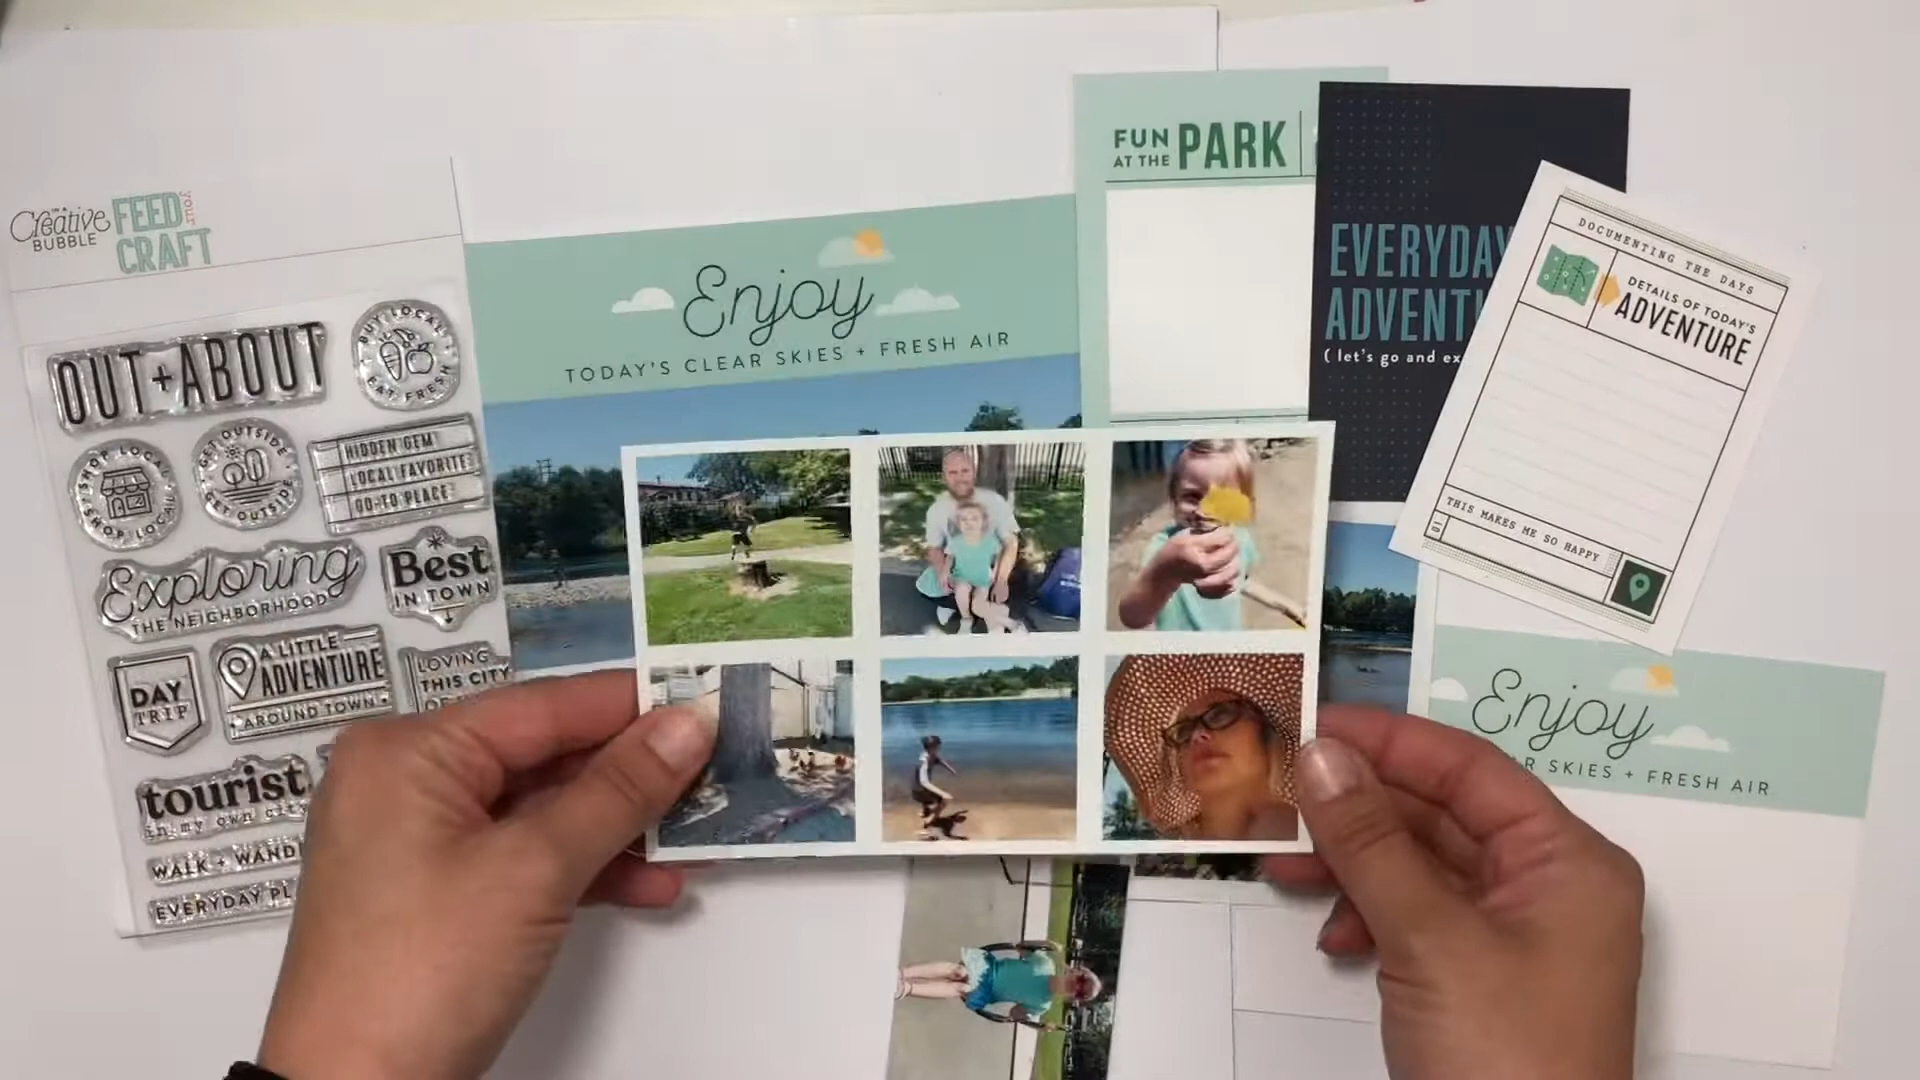 IN A
Creative
BUBBLE
FEED
your
CRAFT
OUT+ABOUT
BUY LOCAL
EAT FRESH
SHOP LOCAL
SHOP LOCAL
GET OUTSIDE
GET OUTSIDE
HIDDEN GEM
LOCAL FAVORITE
GO-TO PLACE
Exploring
THE NEIGHBORHOOD
Best
IN TOWN
DAY
TRIP
A LITTLE
ADVENTURE
AROUND TOWN
LOVING
THIS CITY
tourist
in my own city
WALK +
EVERYDAY
Enjoy
TODAY'S CLEAR SKIES + FRESH AIR
FUN
AT THE
PARK
EVERYDAY
( let's go and
DOCUMENTING THE DAYS
DETAILS OF TODAY'S
ADVENTURE
THIS MAKES ME SO HAPPY
Enjoy
SKIES + FRESH AIR